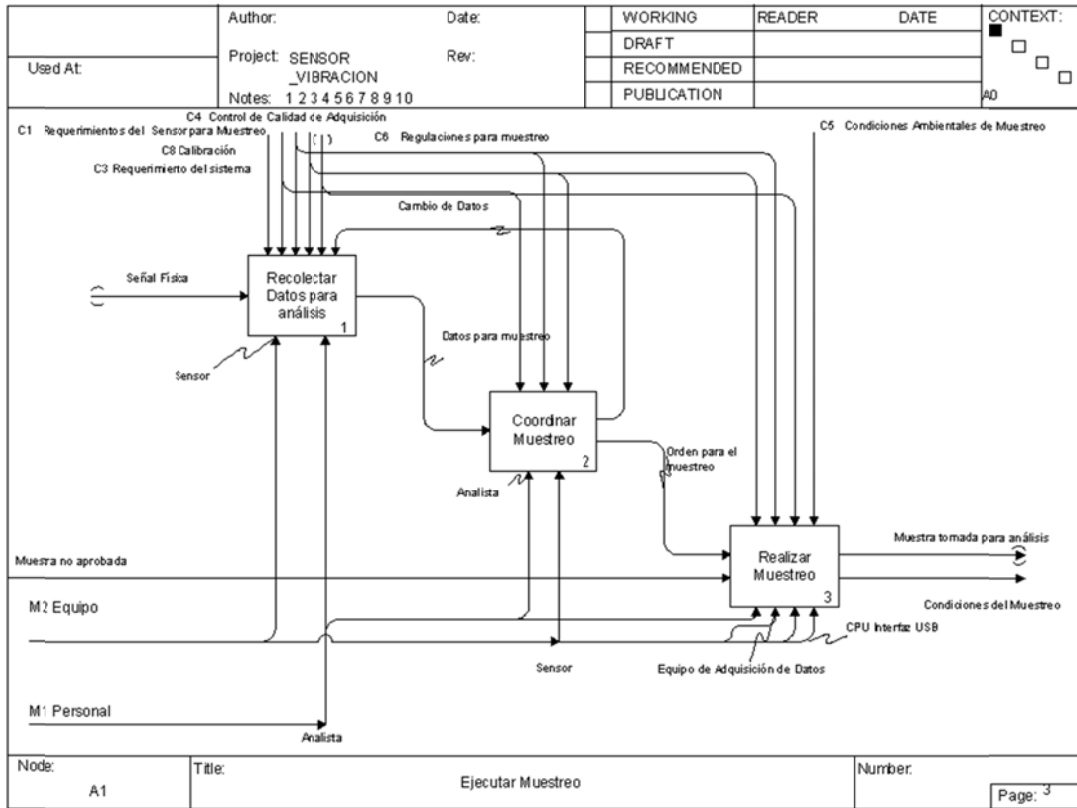 Used At:
Author:
Date:
Project: SENSOR
_VIBRACION
Rev:
Notes: 1 2 3 4 5 6 7 8 9 10
WORKING
DRAFT
RECOMMENDED
PUBLICATION
READER
DATE
CONTEXT:
A0
C4 Control de Calidad de Adquisición
C1 Requerimientos del Sensor para Muestreo
C6 Regulaciones para muestreo
C5 Condiciones Ambientales de Muestreo
C8 Calibración
C3 Requerimiento del sistema
( )
Cambio de Datos
Señal Física
Recolectar
Datos para
análisis
1
Datos para muestreo
Sensor
Coordinar
Muestreo
2
Orden para el
muestreo
Analista
Muestra no aprobada
Realizar
Muestreo
3
Muestra tomada para análisis
Condiciones del Muestreo
M2 Equipo
CPU Interfaz USB
Sensor
Equipo de Adquisición de Datos
M1 Personal
Analista
Node:
A1
Title:
Ejecutar Muestreo
Number:
Page: 3